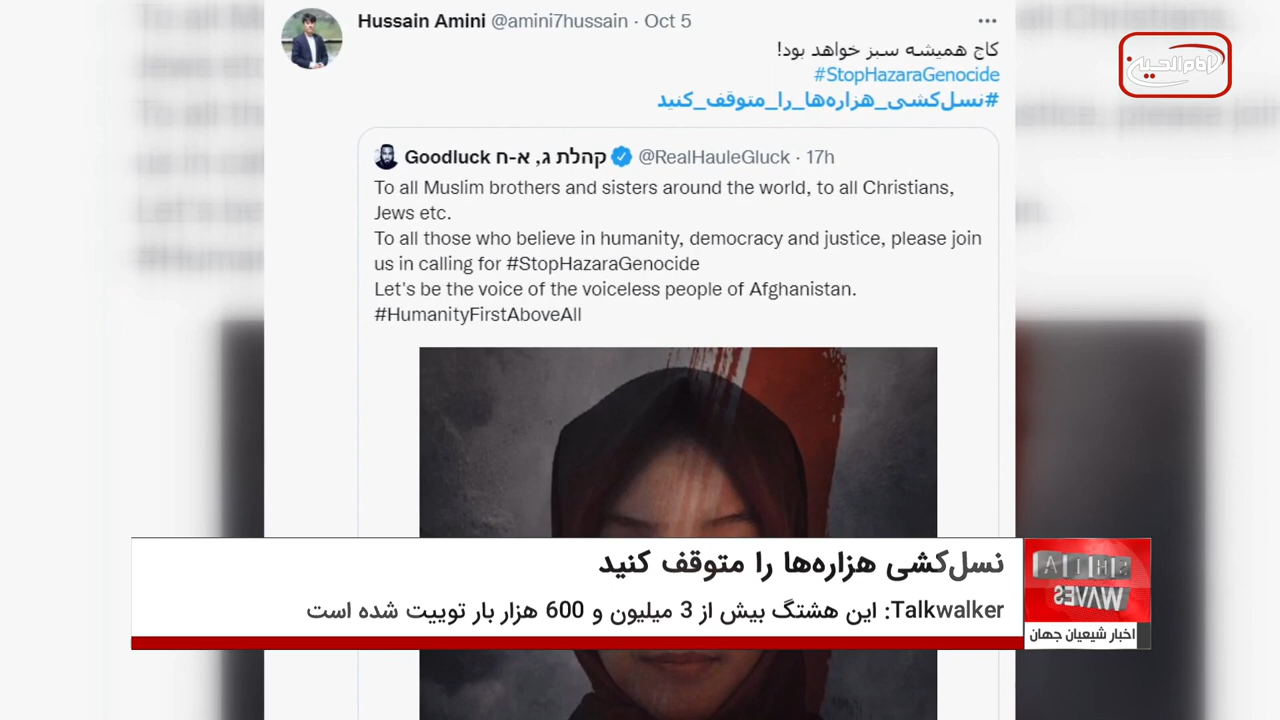 Hussain Amini @amini7hussain · Oct 5
کاج همیشه سبز خواهد بود!
#StopHazaraGenocide
#نسل‌کشی_هزاره‌ها_را_متوقف_کنید
Goodluck קהלת ג, א-ח @RealHauleGluck · 17h
To all Muslim brothers and sisters around the world, to all Christians,
Jews etc.
To all those who believe in humanity, democracy and justice, please join
us in calling for #StopHazaraGenocide
Let's be the voice of the voiceless people of Afghanistan.
#HumanityFirstAboveAll
نسل‌کشی هزاره‌ها را متوقف کنید
Talkwalker: این هشتگ بیش از 3 میلیون و 600 هزار بار توییت شده است
SHIA
WAVES
اخبار شیعیان جهان